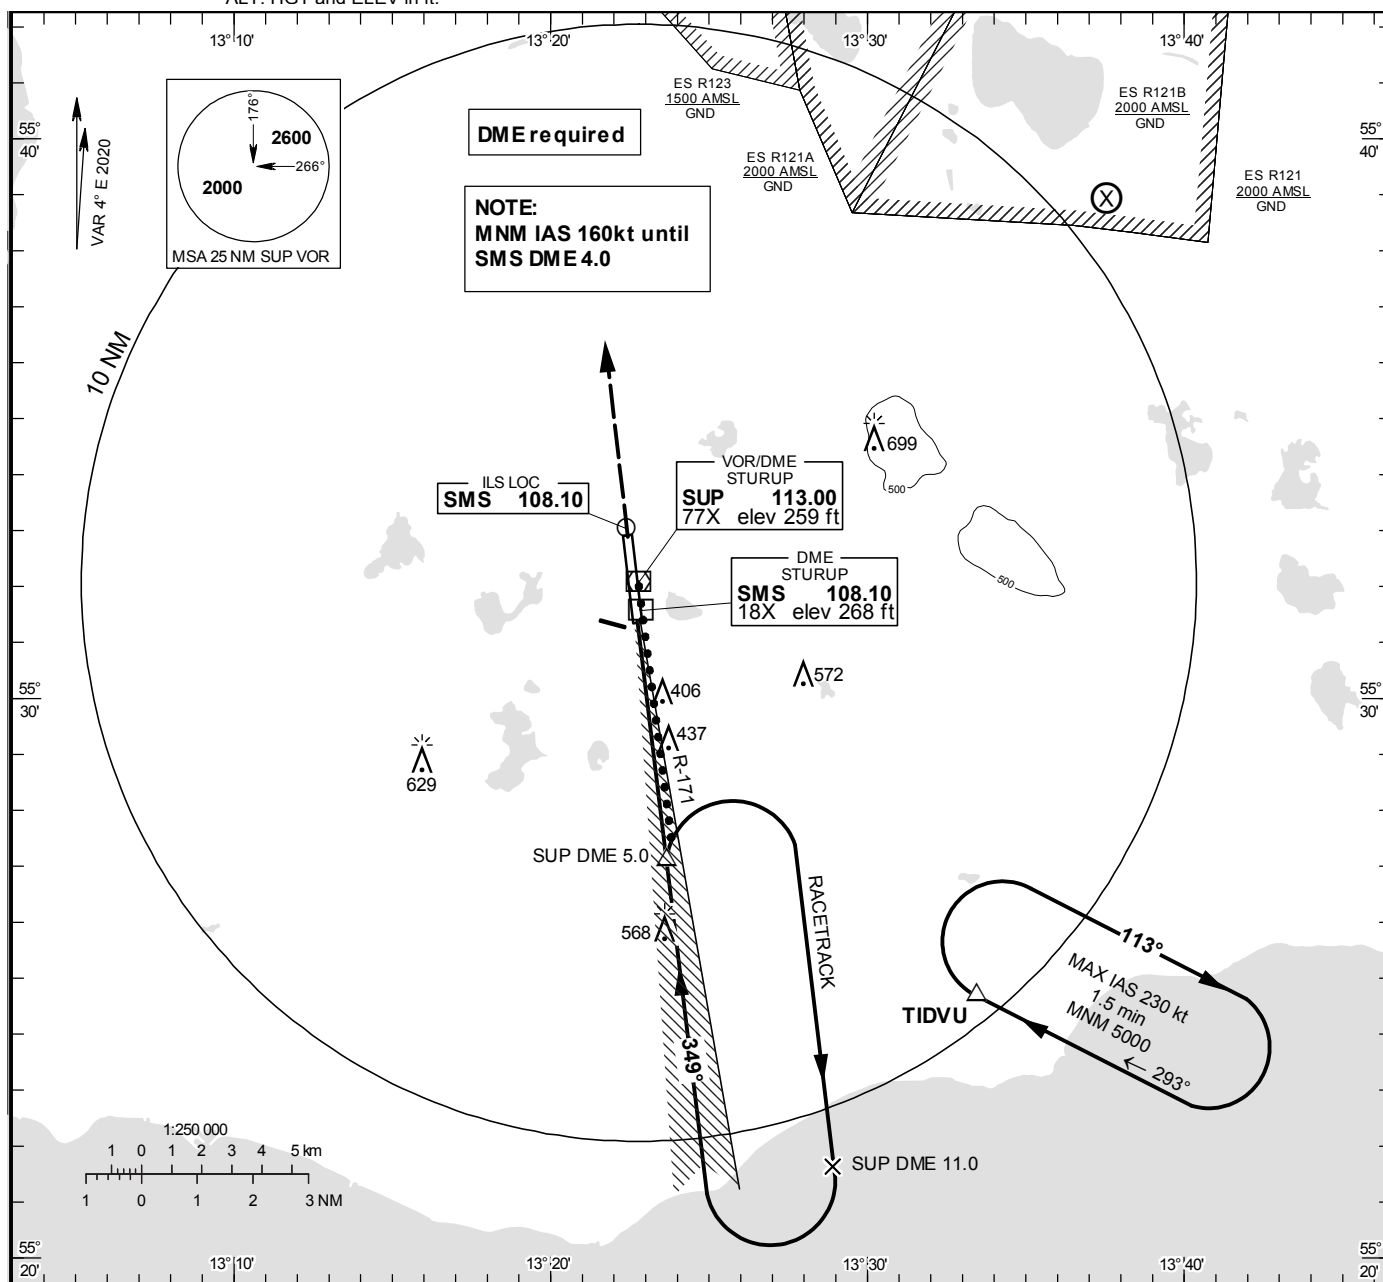 ALT. HGT and ELEV in ft.
13°10'
13°20'
13°30'
13°40'
55°
40'
55°
40'
VAR 4° E 2020
176°
2600
266°
2000
MSA 25 NM SUP VOR
DME required
NOTE:
MNM IAS 160kt until
SMS DME 4.0
ES R123
1500 AMSL
GND
ES R121A
2000 AMSL
GND
ES R121B
2000 AMSL
GND
ES R121
2000 AMSL
GND
X
10 NM
699
500
ILS LOC
SMS 108.10
VOR/DME
STURUP
SUP 113.00
77X elev 259 ft
DME
STURUP
SMS 108.10
18X elev 268 ft
500
572
406
437
629
R-171
55°
30'
55°
30'
SUP DME 5.0
RACETRACK
568
349°
TIDVU
113°
MAX IAS 230 kt
1.5 min
MNM 5000
← 293°
SUP DME 11.0
1:250 000
1 0 1 2 3 4 5 km
1 0 1 2 3 NM
55°
20'
13°10'
13°20'
13°30'
13°40'
55°
20'